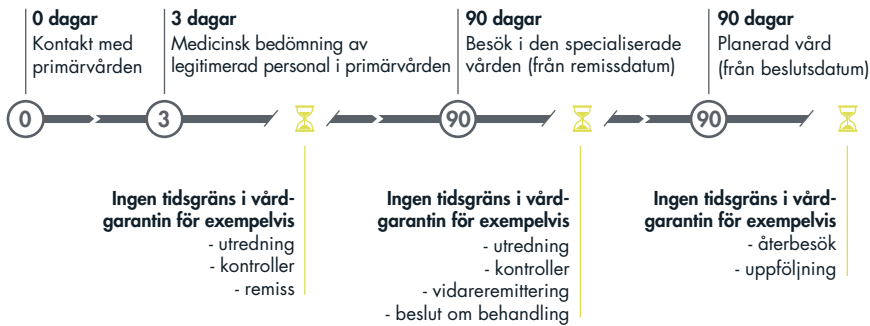 0 dagar
Kontakt med
primärvården
3 dagar
Medicinsk bedömning av
legitimerad personal i primärvården
90 dagar
Besök i den specialiserade
vården (från remissdatum)
90 dagar
Planerad vård
(från beslutsdatum)
0
3
90
90
Ingen tidsgräns i vård-
garantin för exempelvis
- utredning
- kontroller
- remiss
Ingen tidsgräns i vård-
garantin för exempelvis
- utredning
- kontroller
- vidareremittering
- beslut om behandling
Ingen tidsgräns i vård-
garantin för exempelvis
- återbesök
- uppföljning